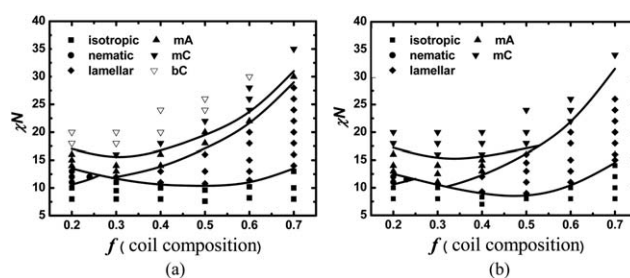 isotropic mA
nematic mC
lamellar bC
χN
40
35
30
25
20
15
10
5
0.2 0.3 0.4 0.5 0.6 0.7
f ( coil composition)
(a)
isotropic mA
nematic mC
lamellar
χN
40
35
30
25
20
15
10
5
0.2 0.3 0.4 0.5 0.6 0.7
f ( coil composition)
(b)